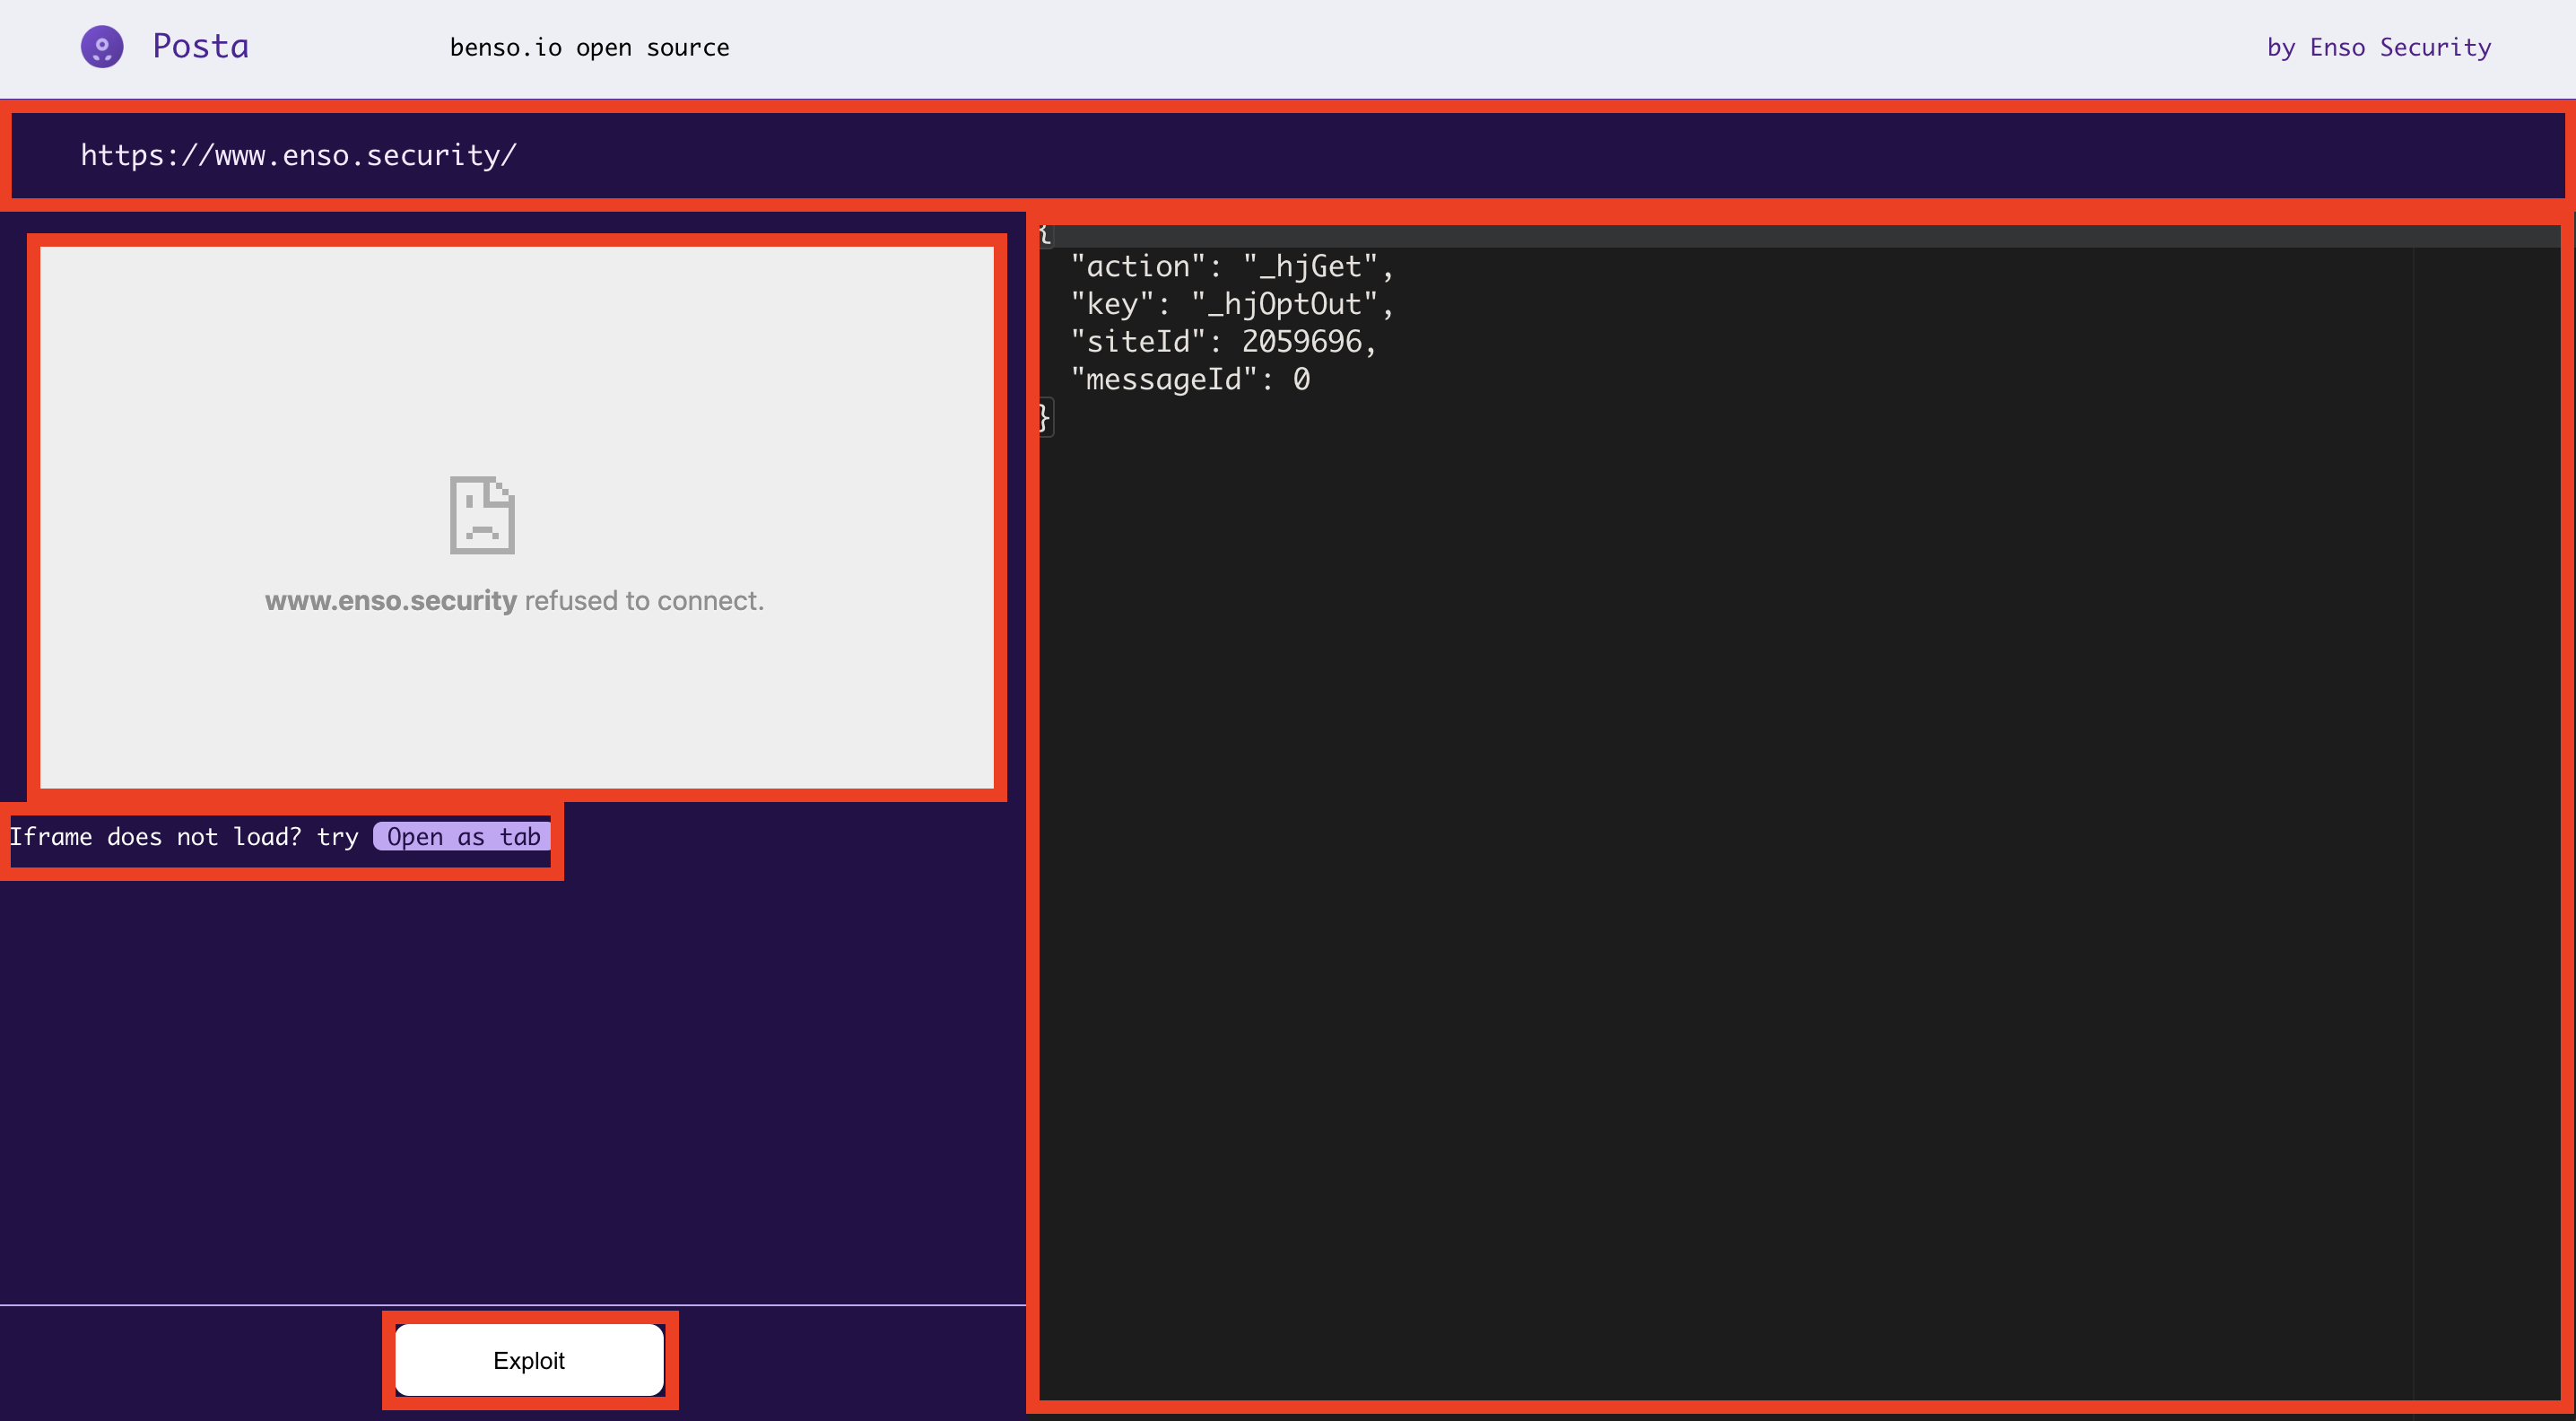 Posta
benso.io open source
by Enso Security
https://www.enso.security/
www.enso.security refused to connect.
Iframe does not load? try Open as tab
Exploit
{
"action": "_hjGet",
"key": "_hjOptOut",
"siteId": 2059696,
"messageId": 0
}